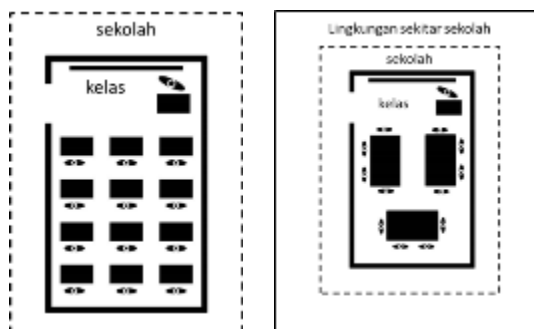 sekolah
kelas
Lingkungan sekitar sekolah
sekolah
kelas